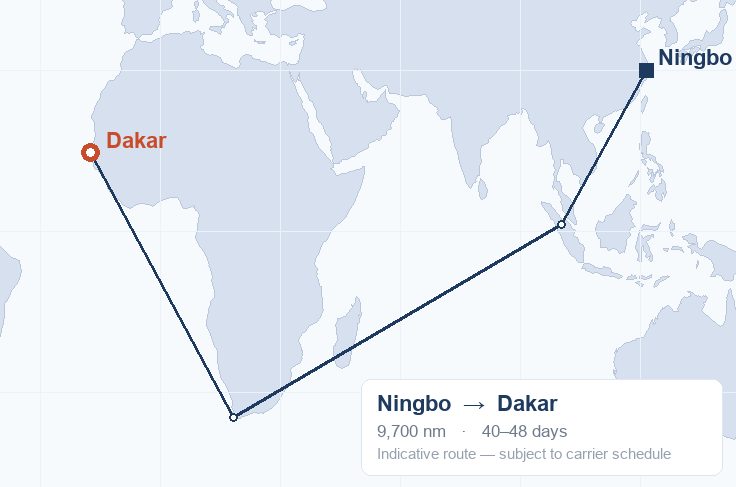 Ningbo
Dakar
Ningbo → Dakar
9,700 nm · 40–48 days
Indicative route — subject to carrier schedule